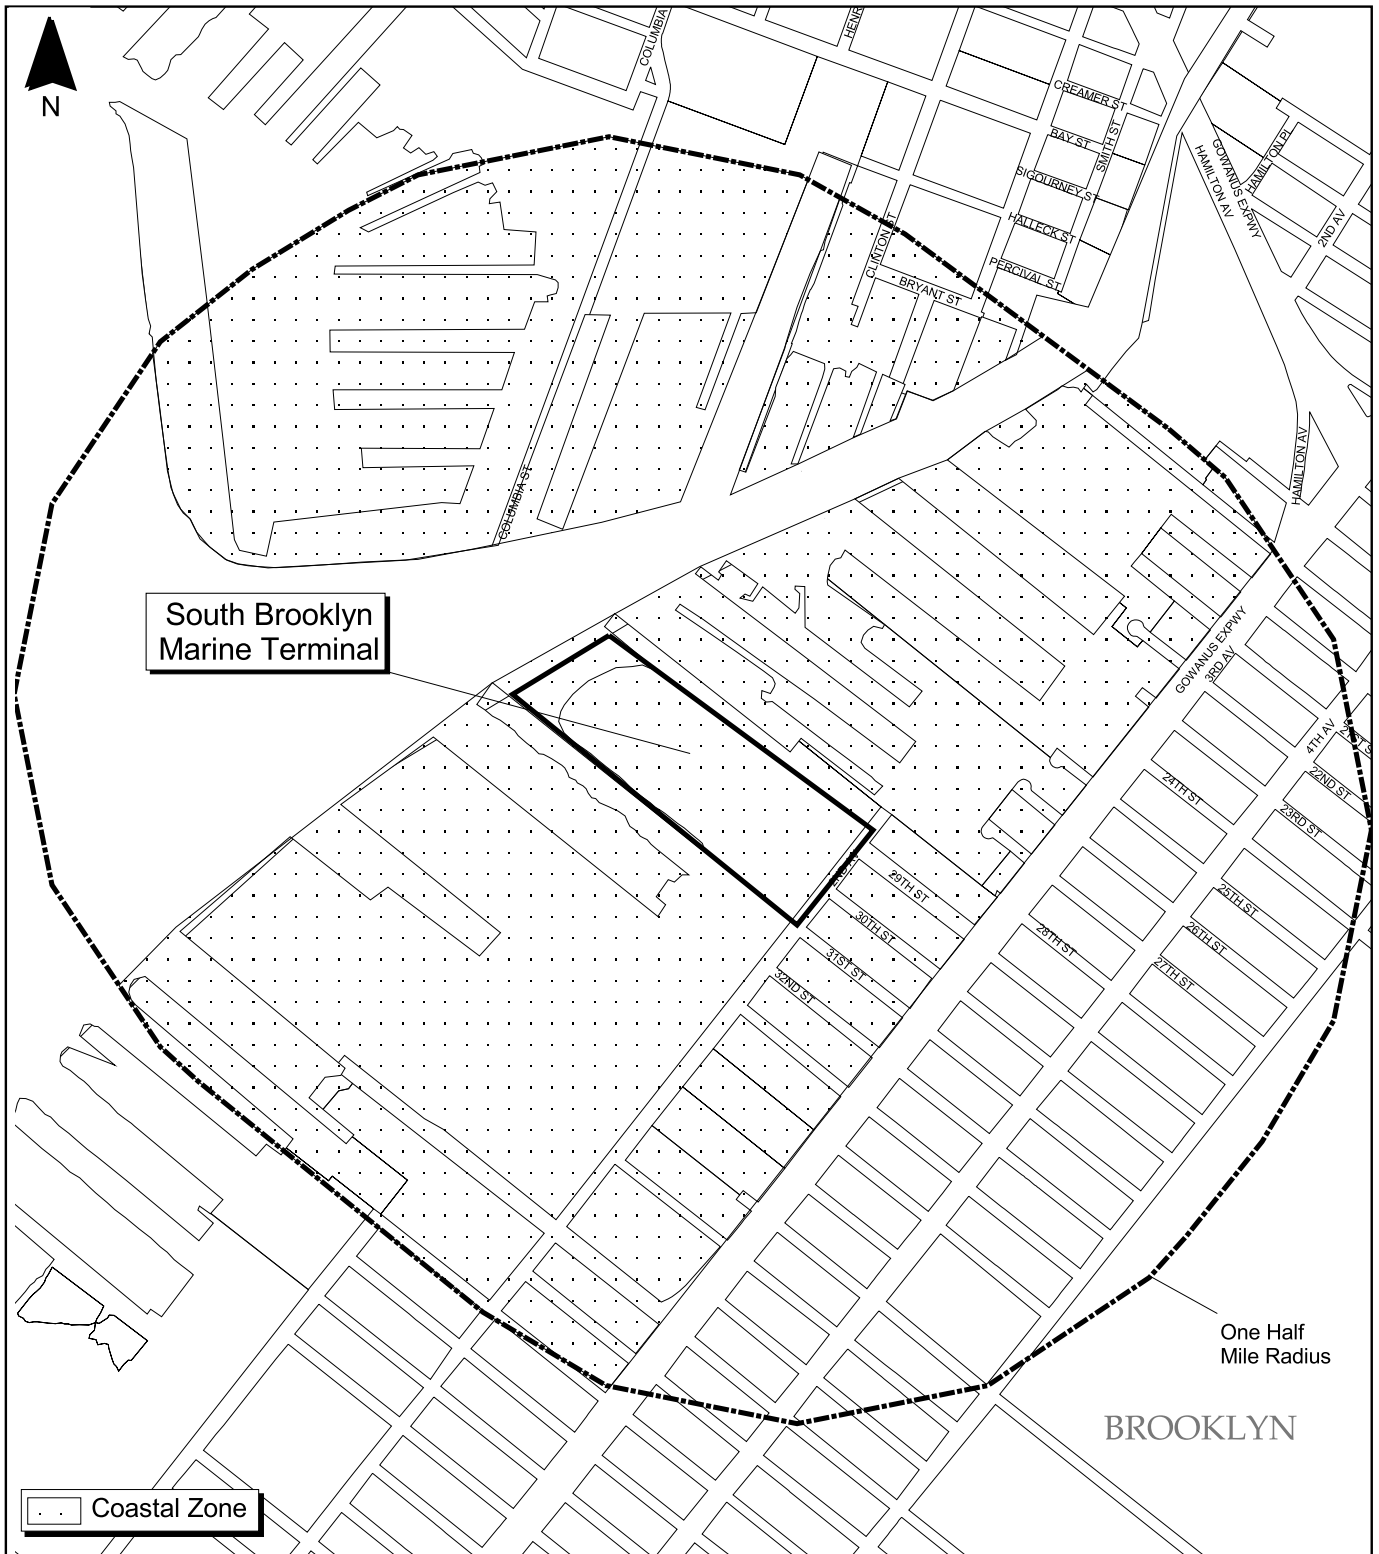 COLUMBIA
HENR
CREAMER ST
BAY ST
SMITH ST
SIGOURNEY ST
HALLECK ST
PERCIVAL ST
CLINTON ST
BRYANT ST
GOWANUS EXPWY
HAMILTON AV
HAMILTON PL
2ND AV
N
COLUMBIA ST
HAMILTON AV
South Brooklyn
Marine Terminal
GOWANUS EXPWY
3RD AV
4TH AV
21ST S
22ND ST
23RD ST
24TH ST
25TH ST
26TH ST
27TH ST
28TH ST
29TH ST
30TH ST
31ST ST
32ND ST
One Half
Mile Radius
BROOKLYN
Coastal Zone